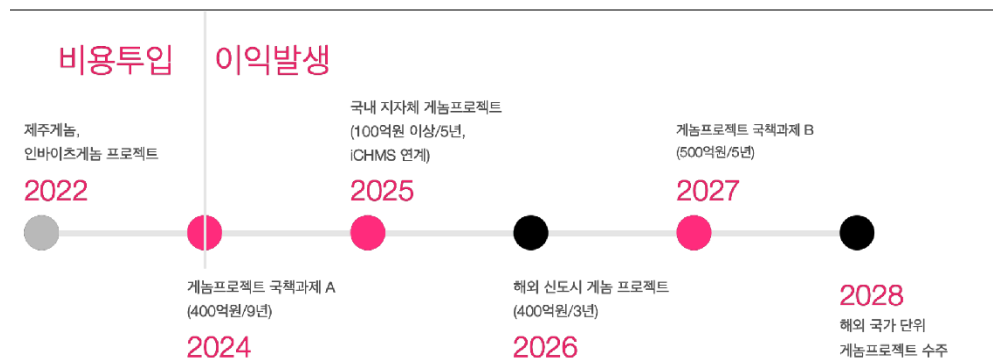 비용투입
이익발생
제주게놈,
인바이츠게놈 프로젝트
2022
게놈프로젝트 국책과제 A
(400억원/9년)
2024
국내 지자체 게놈프로젝트
(100억원 이상/5년,
iCHMS 연계)
2025
해외 신도시 게놈 프로젝트
(400억원/3년)
2026
게놈프로젝트 국책과제 B
(500억원/5년)
2027
2028
해외 국가 단위
게놈프로젝트 수주